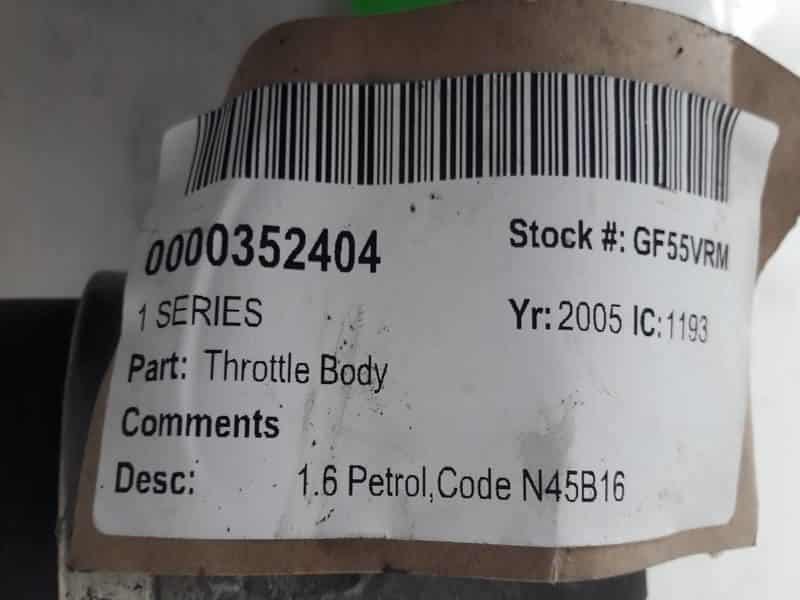 0000352404 Stock #: GF55VRM
1 SERIES Yr: 2005 IC: 1193
Part: Throttle Body
Comments
Desc: 1.6 Petrol,Code N45B16